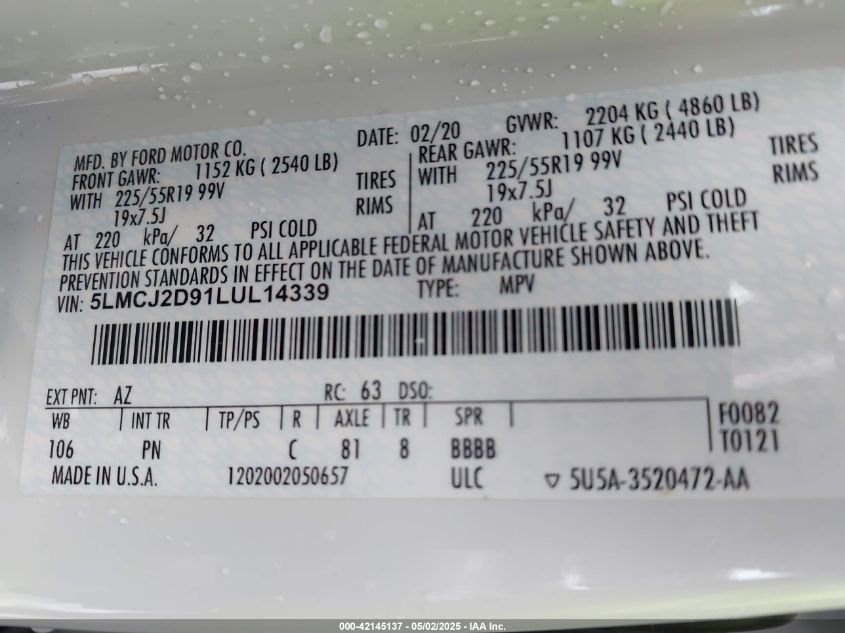 MFD. BY FORD MOTOR CO. DATE: 02/20 GVWR: 2204 KG ( 4860 LB)
FRONT GAWR: 1152 KG ( 2540 LB) REAR GAWR: 1107 KG ( 2440 LB)
WITH 225/55R19 99V TIRES WITH 225/55R19 99V TIRES
19x7.5J RIMS 19x7.5J RIMS
AT 220 kPa/ 32 PSI COLD AT 220 kPa/ 32 PSI COLD
THIS VEHICLE CONFORMS TO ALL APPLICABLE FEDERAL MOTOR VEHICLE SAFETY AND THEFT
PREVENTION STANDARDS IN EFFECT ON THE DATE OF MANUFACTURE SHOWN ABOVE.
VIN: 5LMCJ2D91LUL14339 TYPE: MPV
EXT PNT: AZ RC: 63 DSO:
WB INT TR TP/PS R AXLE TR SPR F0082
106 PN C 81 8 BBBB T0121
MADE IN U.S.A. 1202002050657 ULC ▽ 5U5A-3520472-AA
000-42145137 - 05/02/2025 - IAA Inc.